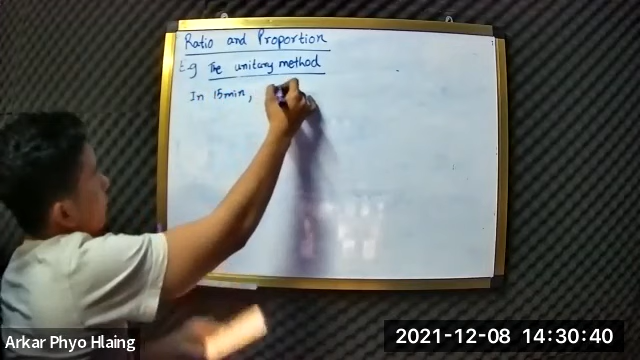 Ratio and Proportion
Eg The unitary method
In 15min,
2021-12-08 14:30:40
Arkar Phyo Hlaing